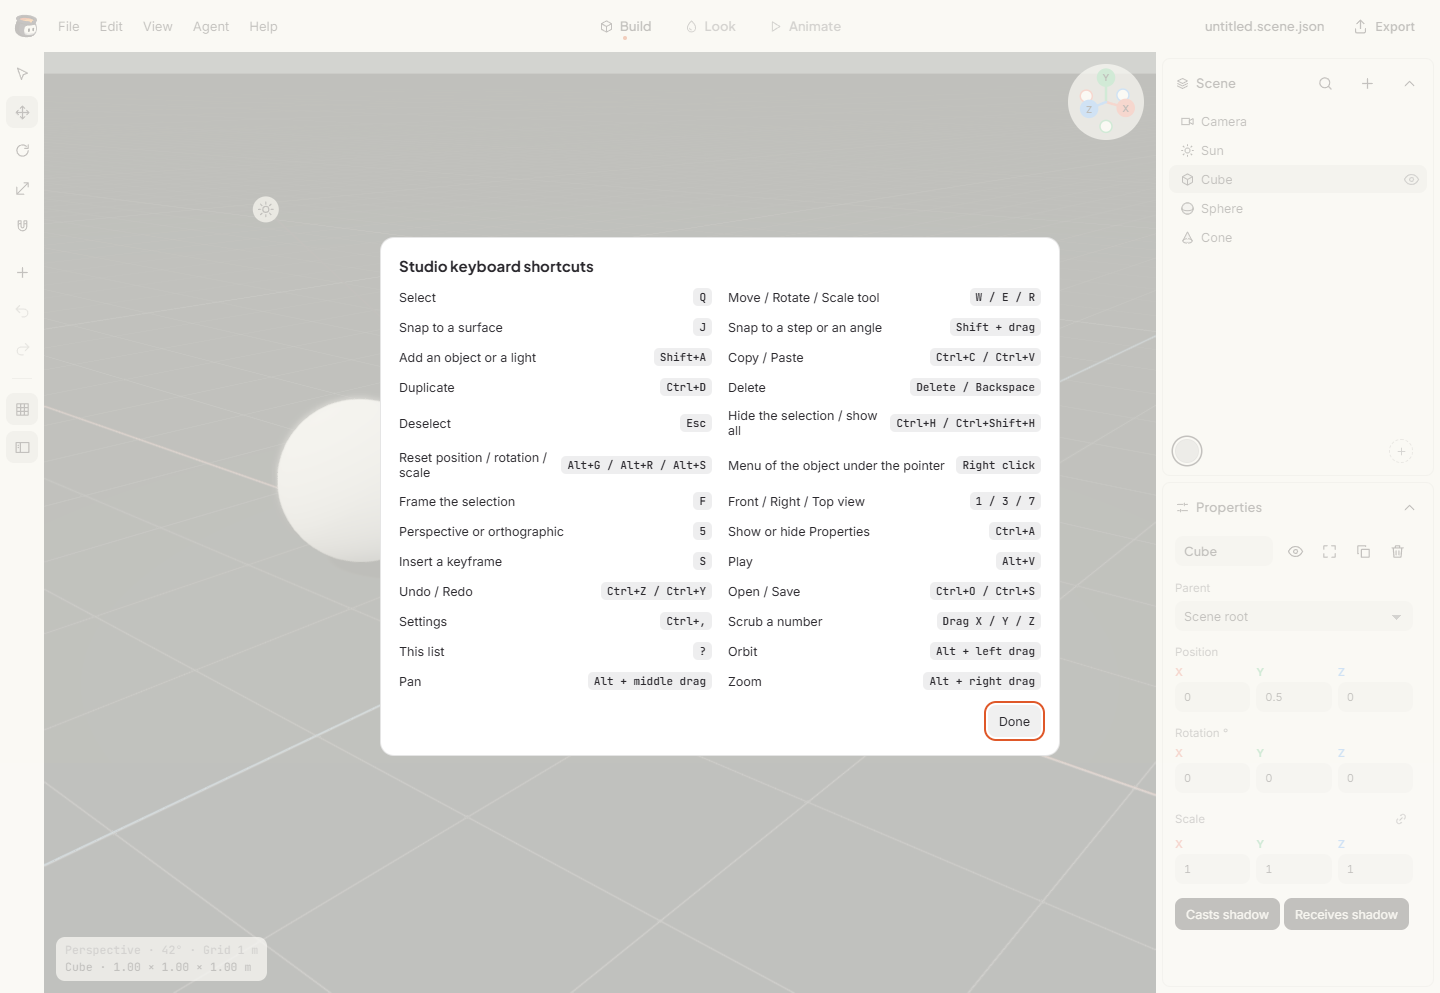 File Edit View Agent Help
Build Look Animate
untitled.scene.json Export
Y
Z X
Scene
Camera
Sun
Cube
Sphere
Cone
Studio keyboard shortcuts
Select Q Move / Rotate / Scale tool W / E / R
Snap to a surface J Snap to a step or an angle Shift + drag
Add an object or a light Shift+A Copy / Paste Ctrl+C / Ctrl+V
Duplicate Ctrl+D Delete Delete / Backspace
Deselect Esc Hide the selection / show all Ctrl+H / Ctrl+Shift+H
Reset position / rotation / scale Alt+G / Alt+R / Alt+S Menu of the object under the pointer Right click
Frame the selection F Front / Right / Top view 1 / 3 / 7
Perspective or orthographic 5 Show or hide Properties Ctrl+A
Insert a keyframe S Play Alt+V
Undo / Redo Ctrl+Z / Ctrl+Y Open / Save Ctrl+O / Ctrl+S
Settings Ctrl+, Scrub a number Drag X / Y / Z
This list ? Orbit Alt + left drag
Pan Alt + middle drag Zoom Alt + right drag
Done
Properties
Cube
Parent
Scene root
Position
X Y Z
0 0.5 0
Rotation °
X Y Z
0 0 0
Scale
X Y Z
1 1 1
Casts shadow Receives shadow
Perspective · 42° · Grid 1 m
Cube · 1.00 × 1.00 × 1.00 m